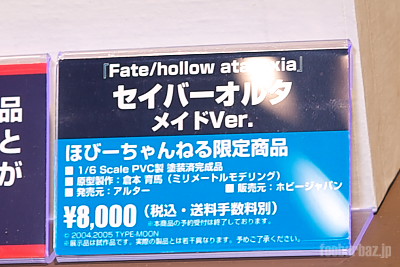 『Fate/hollow ataraxia』
セイバーオルタ
メイドVer.
ほびーちゃんねる限定商品
■ 1/6 Scale PVC製 塗装済完成品
■ 原型制作：倉本 育馬（ミリメートルモデリング）
■ 発売元：アルター ■ 販売元：ホビージャパン
¥8,000（税込・送料手数料別）
※本商品の予約受付は終了しております。
© 2004,2005 TYPE-MOON
※展示品は試作品です。実際の製品とは若干異なります。予めご了承ください。
品
と
が
foobarbaz.jp